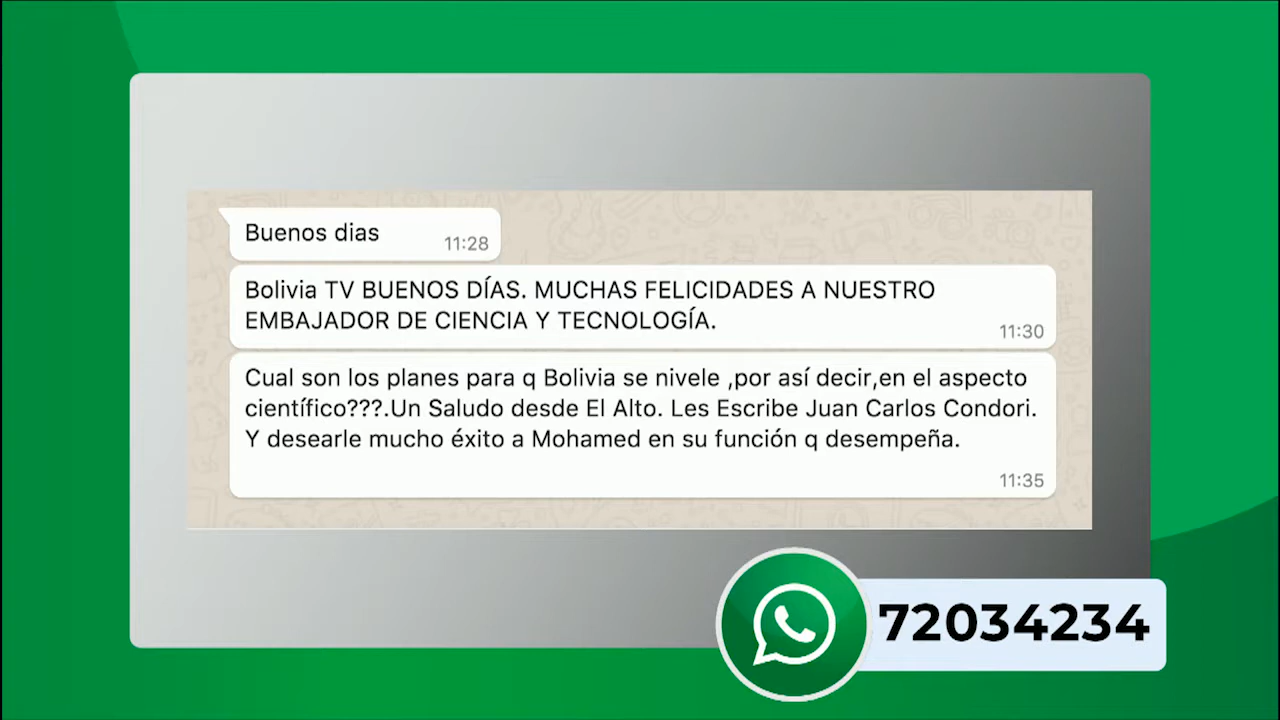 Buenos dias
11:28
Bolivia TV BUENOS DÍAS. MUCHAS FELICIDADES A NUESTRO
EMBAJADOR DE CIENCIA Y TECNOLOGÍA.
11:30
Cual son los planes para q Bolivia se nivele ,por así decir,en el aspecto
científico???.Un Saludo desde El Alto. Les Escribe Juan Carlos Condori.
Y desearle mucho éxito a Mohamed en su función q desempeña.
11:35
72034234